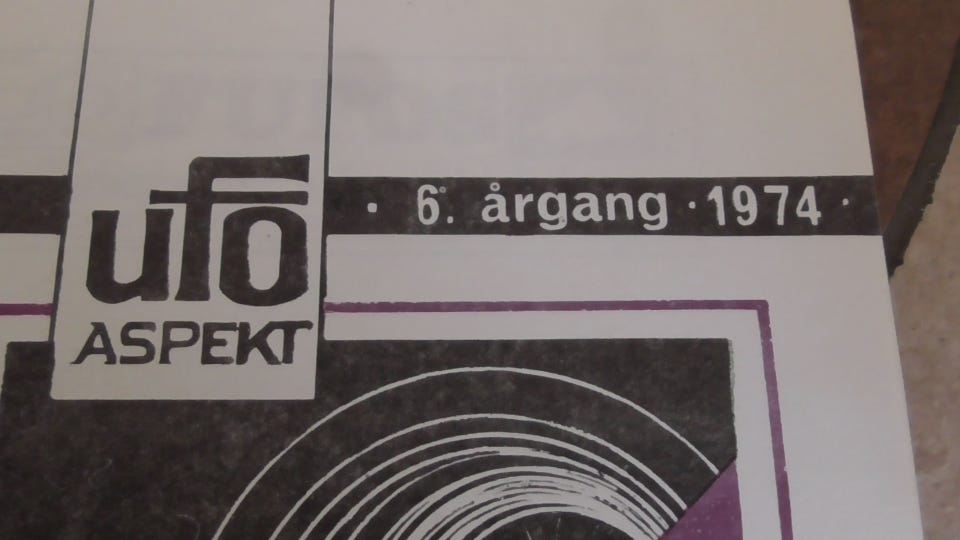 ufo
ASPEKT
· 6. årgang · 1974 ·